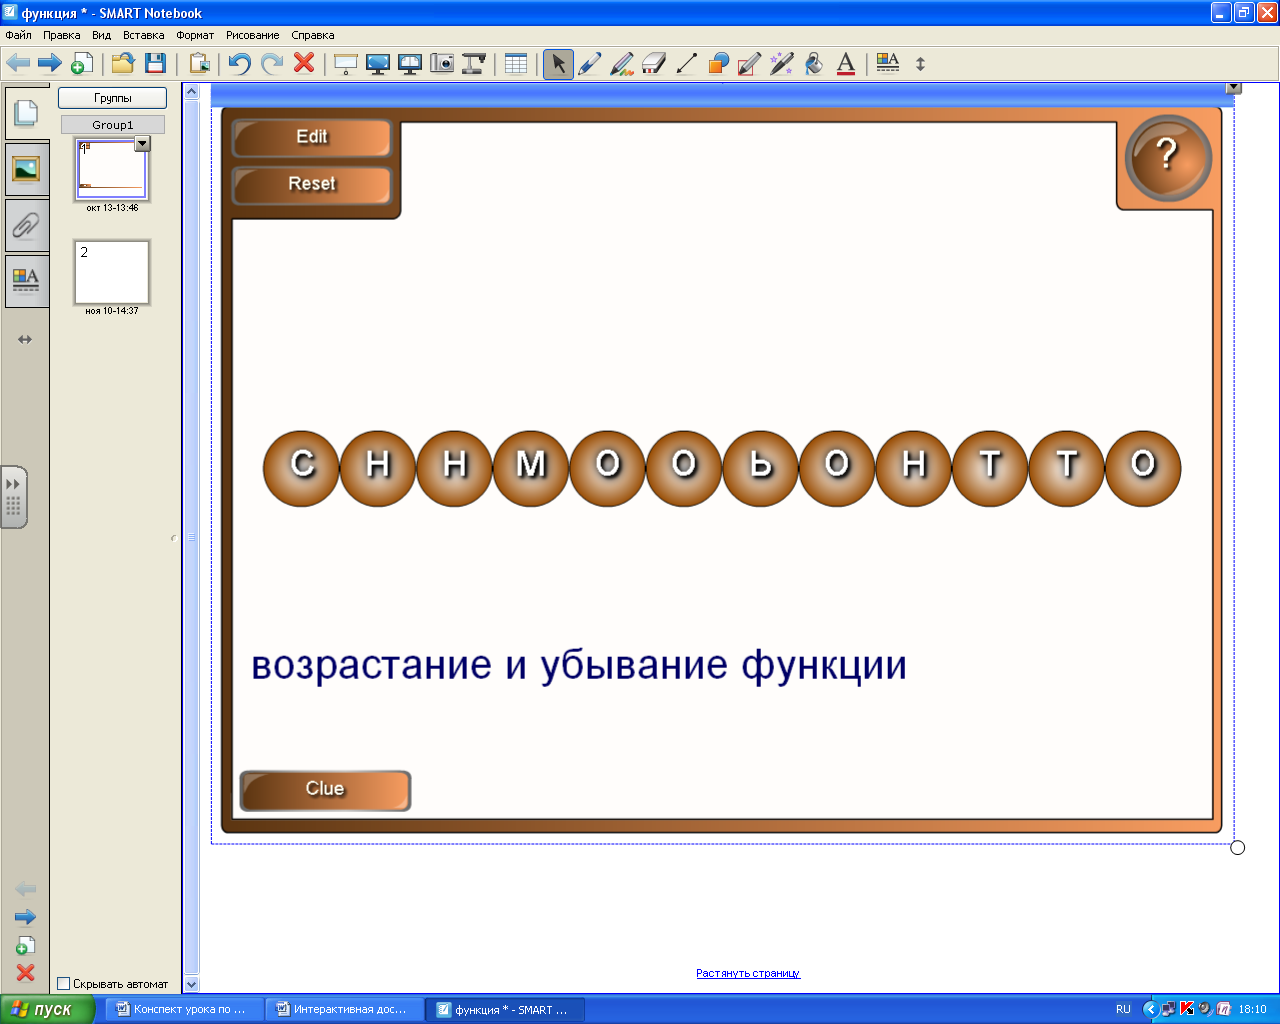 функция * - SMART Notebook
Файл Правка Вид Вставка Формат Рисование Справка
Группы
Group1
1
окт 13-13:46
2
ноя 10-14:37
Скрывать автомат
Edit
Reset
?
С Н Н М О О Ь О Н Т Т О
возрастание и убывание функции
Clue
Растянуть страницу
пуск
Конспект урока по ...
Интерактивная дос...
функция * - SMART ...
RU
18:10